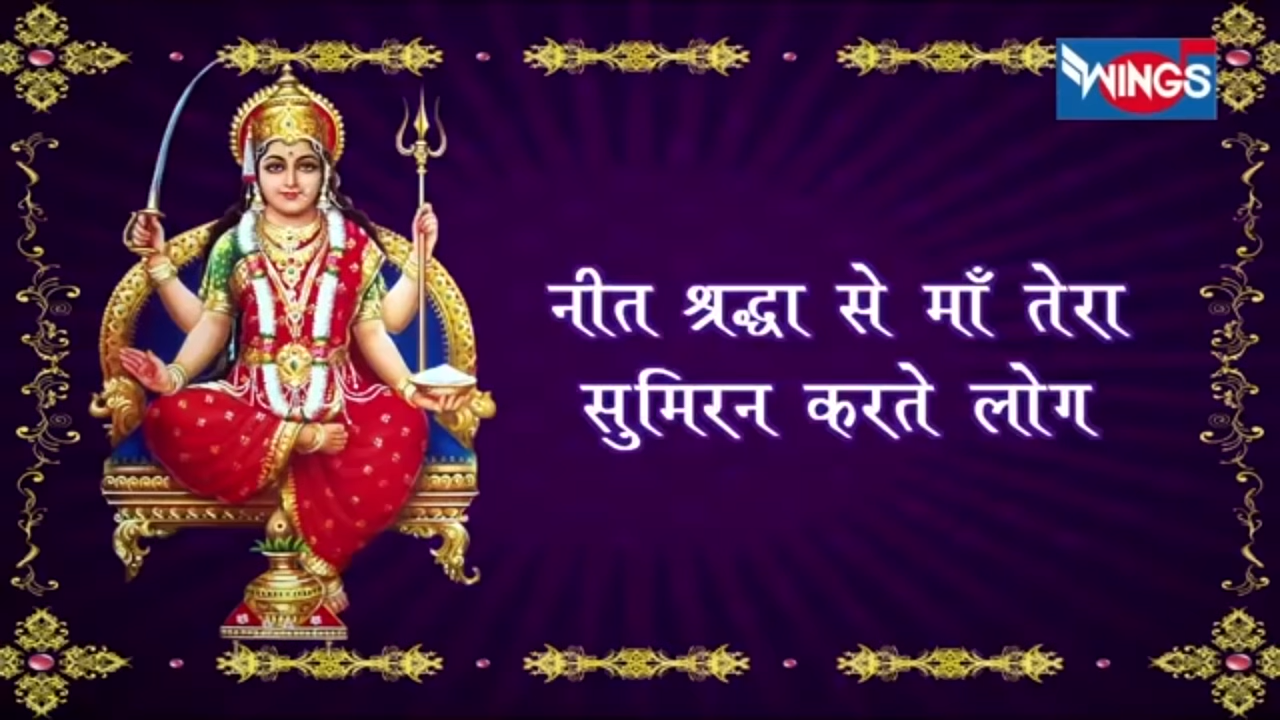 WINGS
नीत श्रद्धा से माँ तेरा
सुमिरन करते लोग